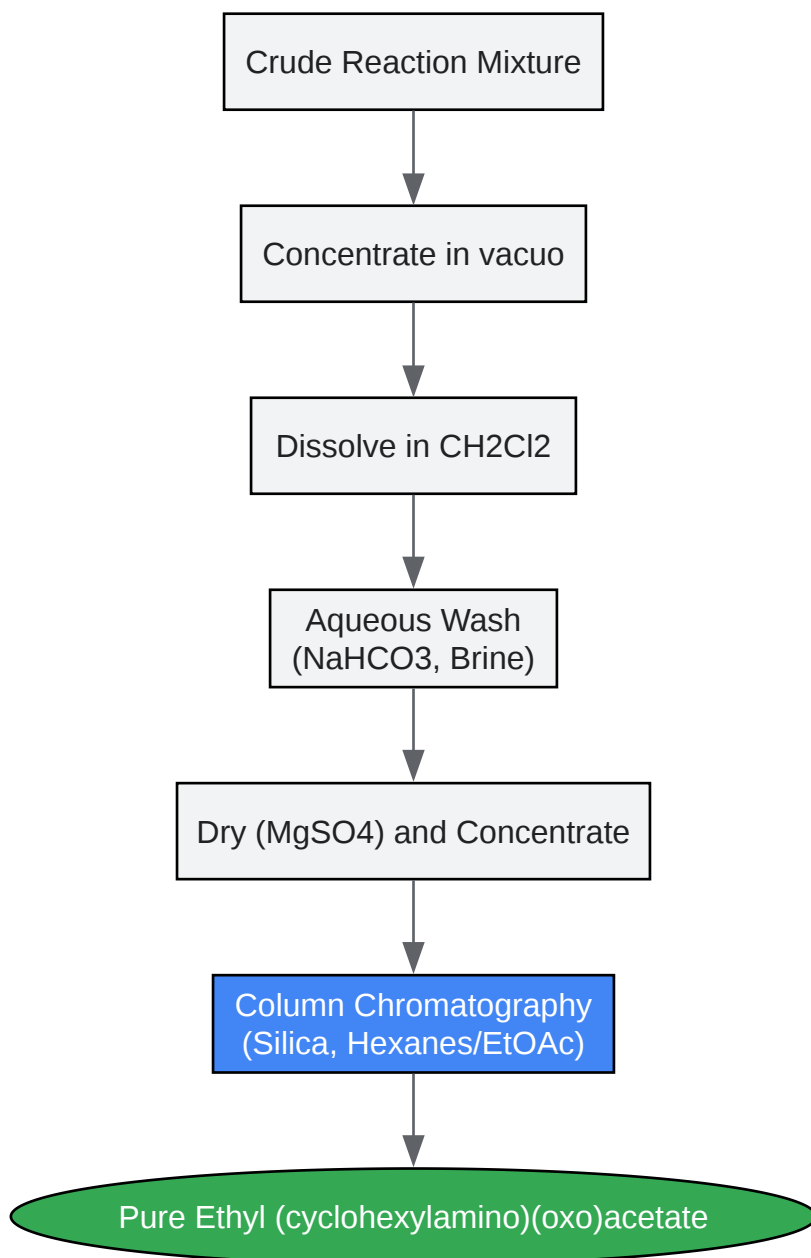 Crude Reaction Mixture
Concentrate in vacuo
Dissolve in CH2Cl2
Aqueous Wash
(NaHCO3, Brine)
Dry (MgSO4) and Concentrate
Column Chromatography
(Silica, Hexanes/EtOAc)
Pure Ethyl (cyclohexylamino)(oxo)acetate